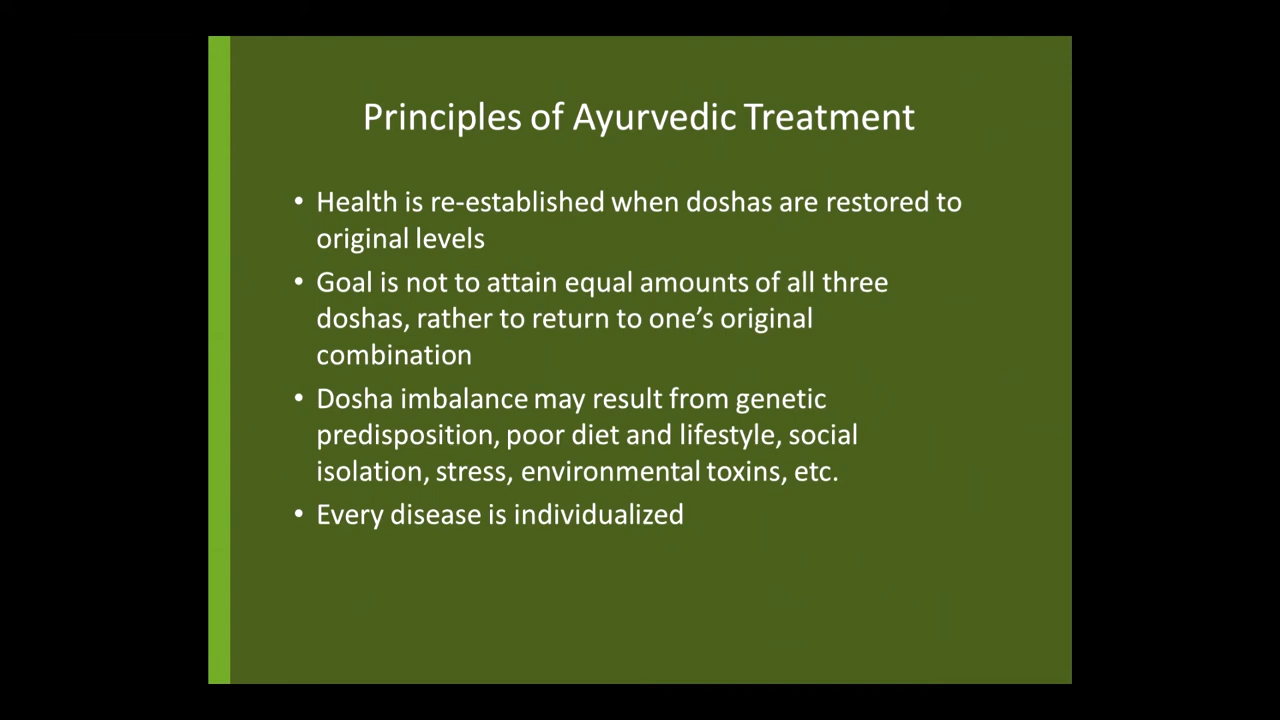 Principles of Ayurvedic Treatment
• Health is re-established when doshas are restored to
original levels
• Goal is not to attain equal amounts of all three
doshas, rather to return to one’s original
combination
• Dosha imbalance may result from genetic
predisposition, poor diet and lifestyle, social
isolation, stress, environmental toxins, etc.
• Every disease is individualized